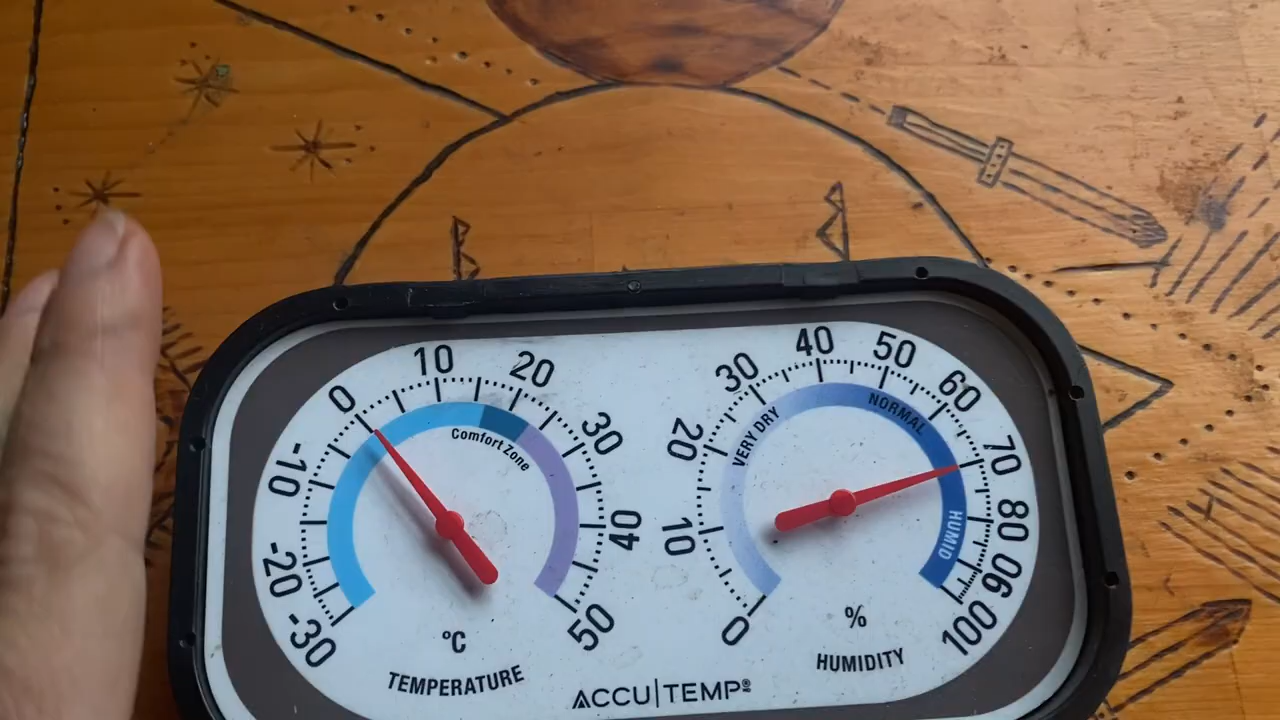 -30
-20
-10
0
10
20
30
40
50
Comfort Zone
°C
TEMPERATURE
0
10
20
30
40
50
60
70
80
90
100
VERY DRY
NORMAL
HUMID
%
HUMIDITY
ACCU|TEMP®